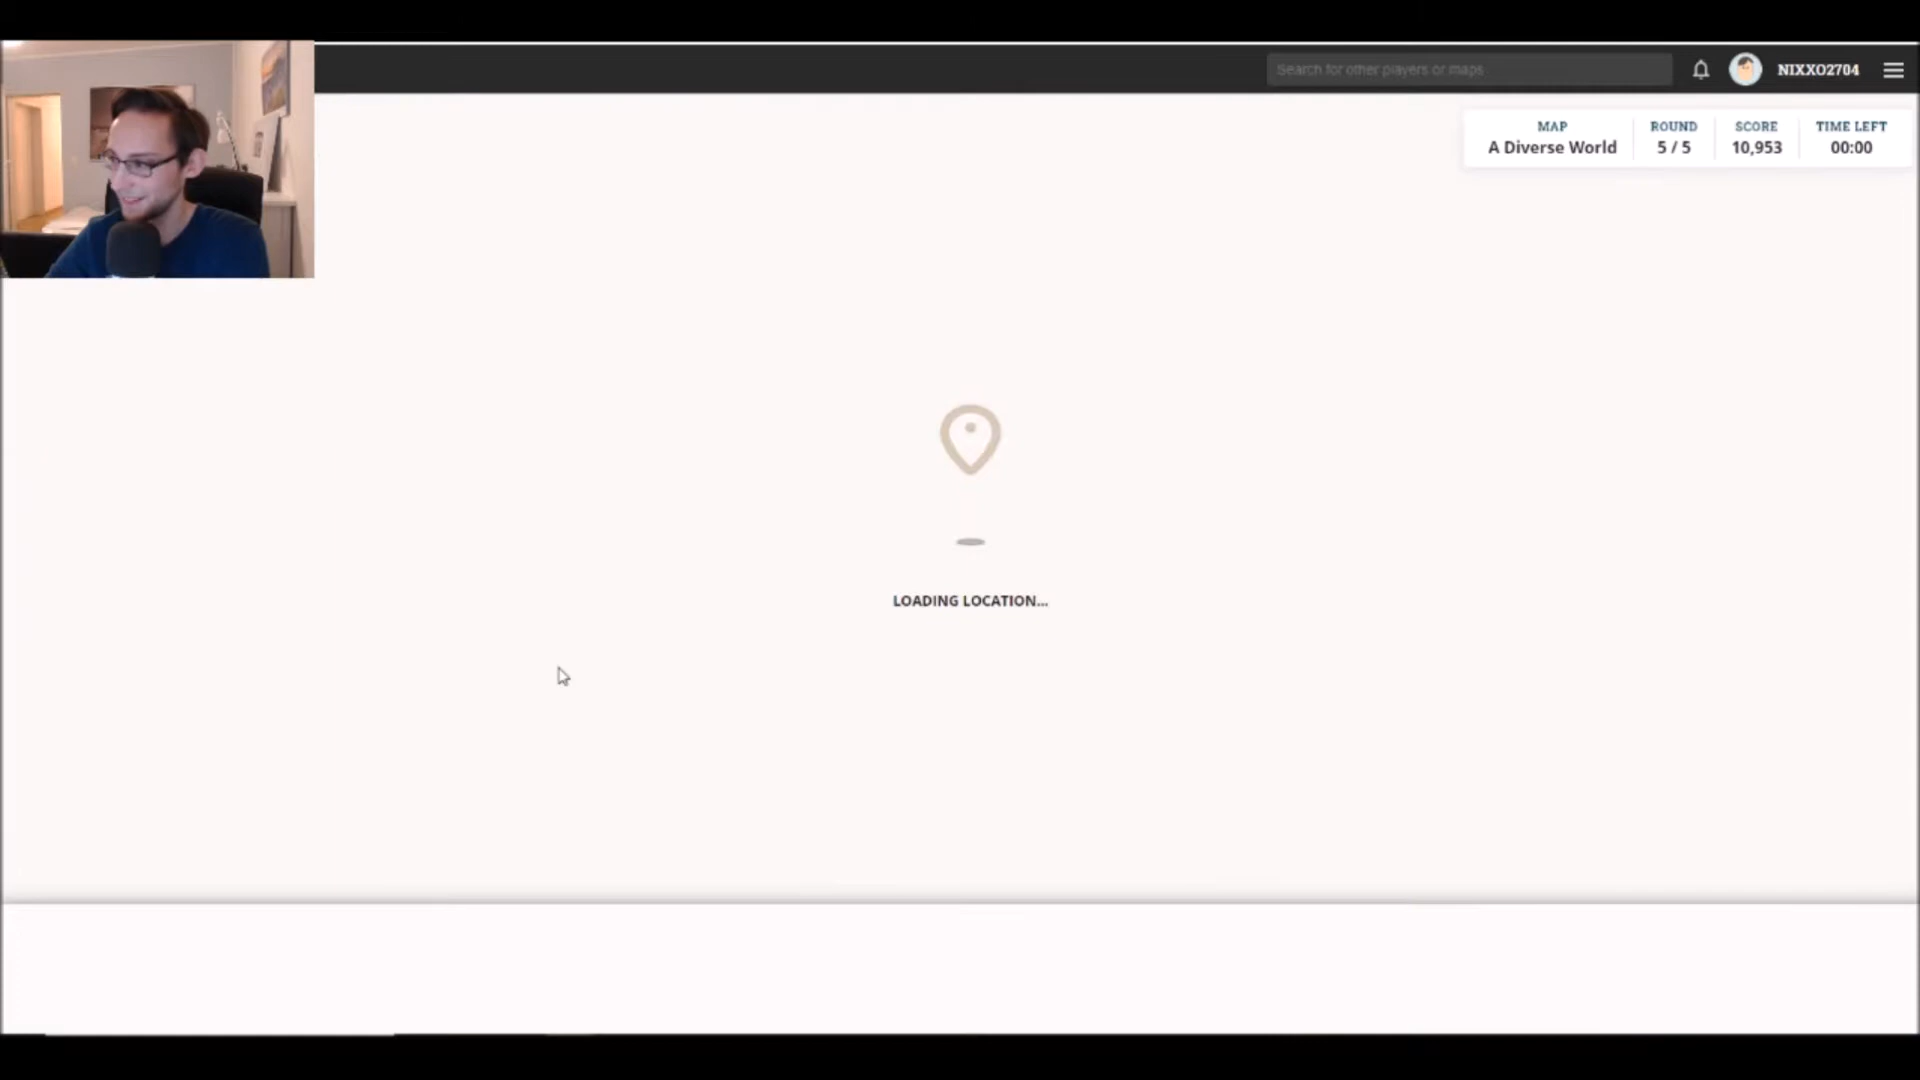 Search for other players or maps
NIXXO2704
MAP ROUND SCORE TIME LEFT
A Diverse World 5 / 5 10,953 00:00
LOADING LOCATION...